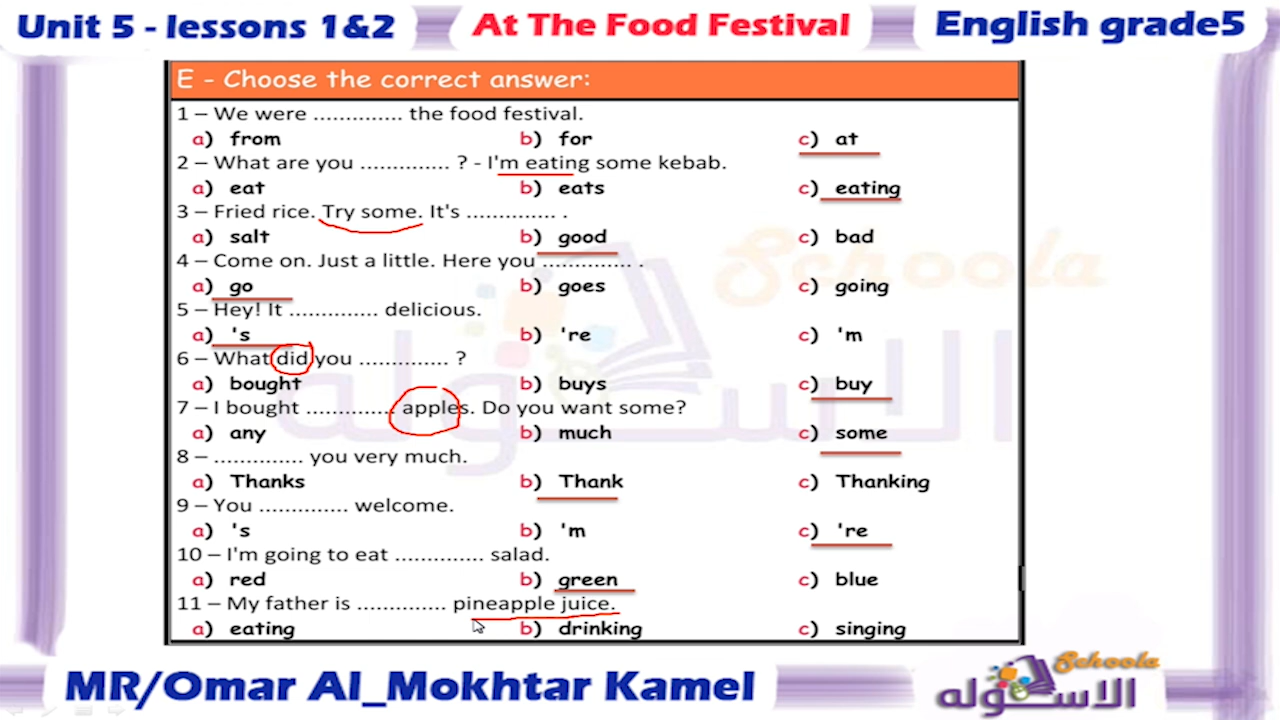 Unit 5 - lessons 1&2
At The Food Festival
English grade5
E - Choose the correct answer:
1 – We were .............. the food festival.
a) from b) for c) at
2 – What are you .............. ? - I'm eating some kebab.
a) eat b) eats c) eating
3 – Fried rice. Try some. It's .............. .
a) salt b) good c) bad
4 – Come on. Just a little. Here you .............. .
a) go b) goes c) going
5 – Hey! It .............. delicious.
a) 's b) 're c) 'm
6 – What did you .............. ?
a) bought b) buys c) buy
7 – I bought .............. apples. Do you want some?
a) any b) much c) some
8 – .............. you very much.
a) Thanks b) Thank c) Thanking
9 – You .............. welcome.
a) 's b) 'm c) 're
10 – I'm going to eat .............. salad.
a) red b) green c) blue
11 – My father is .............. pineapple juice.
a) eating b) drinking c) singing
Schoola
الاسكوله
MR/Omar Al_Mokhtar Kamel
Schoola
الاسكوله